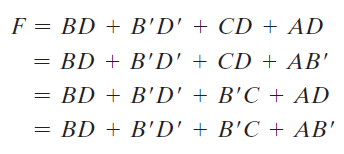 F = BD + B'D' + CD + AD
= BD + B'D' + CD + AB'
= BD + B'D' + B'C + AD
= BD + B'D' + B'C + AB'